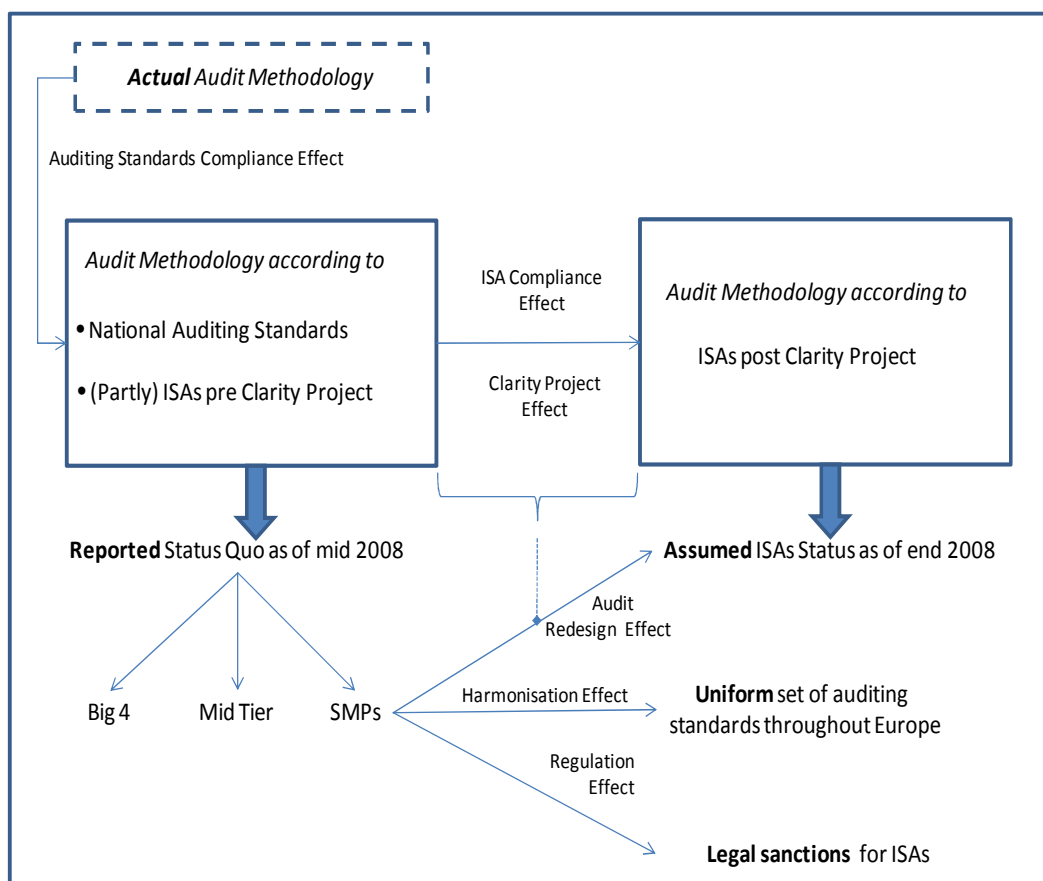 Actual Audit Methodology
Auditing Standards Compliance Effect
Audit Methodology according to
• National Auditing Standards
• (Partly) ISAs pre Clarity Project
ISA Compliance
Effect
Clarity Project
Effect
Audit Methodology according to
ISAs post Clarity Project
Reported Status Quo as of mid 2008
Assumed ISAs Status as of end 2008
Audit
Redesign Effect
Big 4
Mid Tier
SMPs
Harmonisation Effect
Uniform set of auditing
standards throughout Europe
Regulation
Effect
Legal sanctions for ISAs